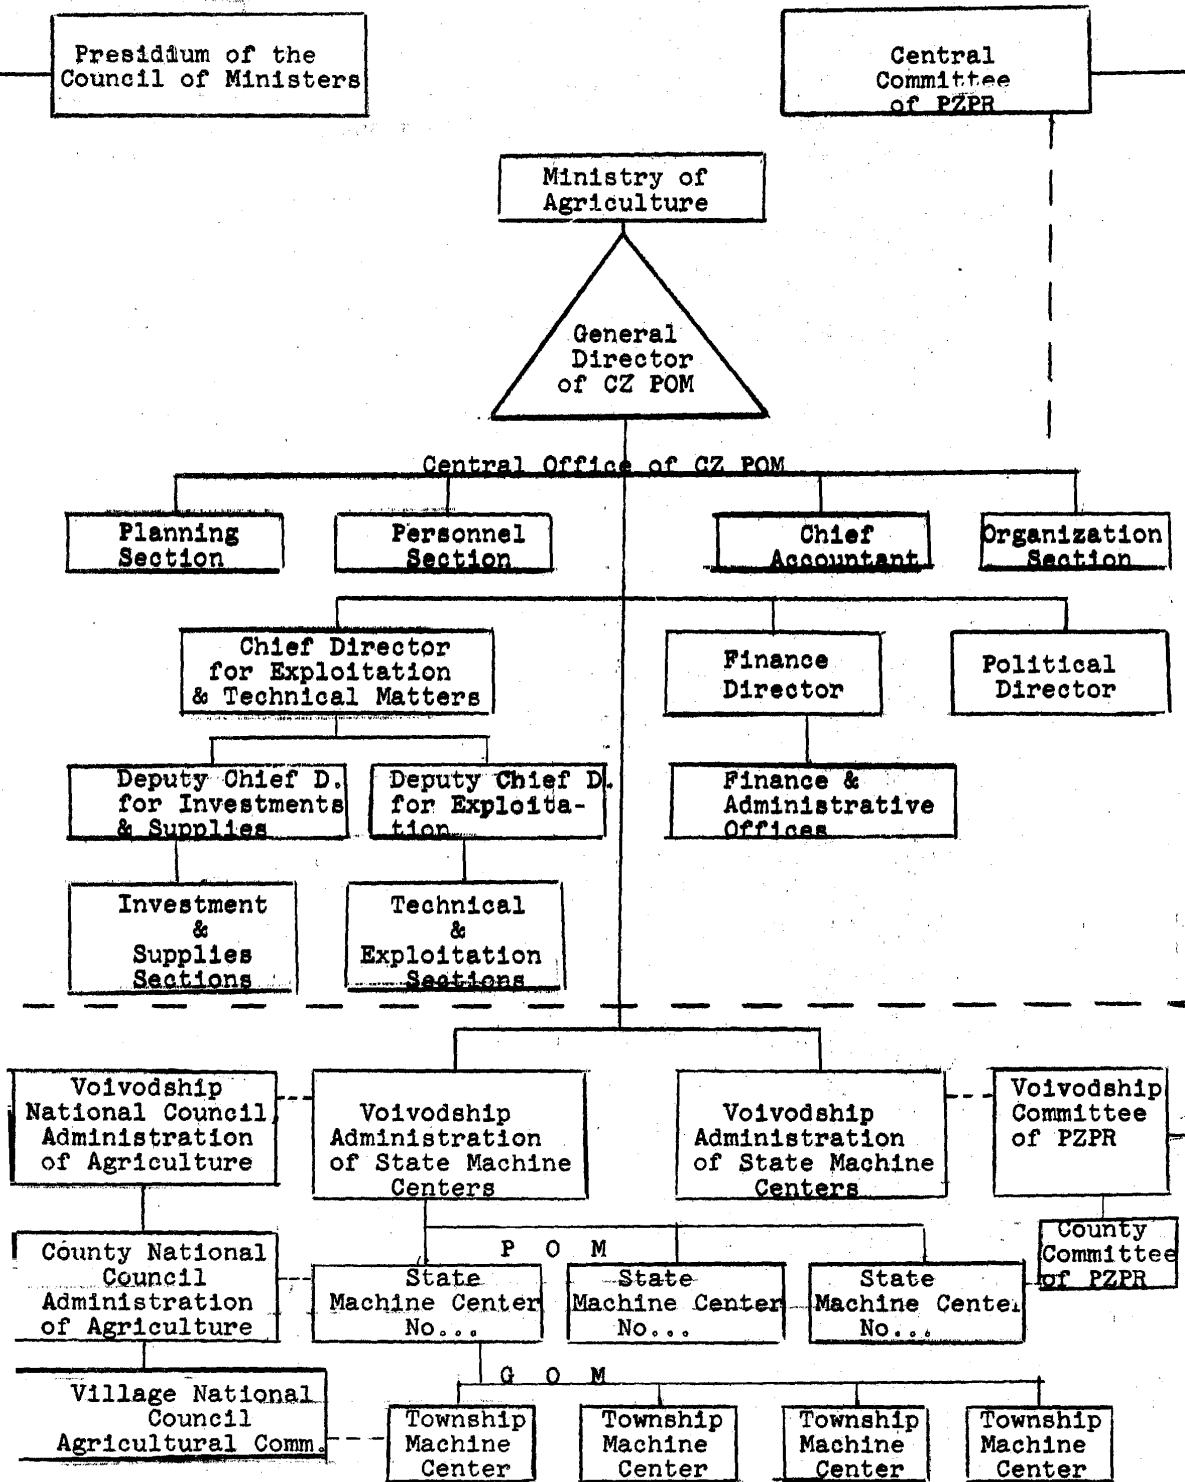 Presidium of the
Council of Ministers
Central
Committee
of PZPR
Ministry of
Agriculture
General
Director
of CZ POM
Central Office of CZ POM
Planning
Section
Personnel
Section
Chief
Accountant
Organization
Section
Chief Director
for Exploitation
& Technical Matters
Finance
Director
Political
Director
Deputy Chief D.
for Investments
& Supplies
Deputy Chief D.
for Exploita-
tion
Finance &
Administrative
Offices
Investment
&
Supplies
Sections
Technical
&
Exploitation
Sections
Voivodship
National Council
Administration
of Agriculture
Voivodship
Administration
of State Machine
Centers
Voivodship
Administration
of State Machine
Centers
Voivodship
Committee
of PZPR
County National
Council
Administration
of Agriculture
P O M
State
Machine Center
No...
State
Machine Center
No...
State
Machine Center
No...
County
Committee
of PZPR
Village National
Council
Agricultural Comm.
G O M
Township
Machine
Center
Township
Machine
Center
Township
Machine
Center
Township
Machine
Center